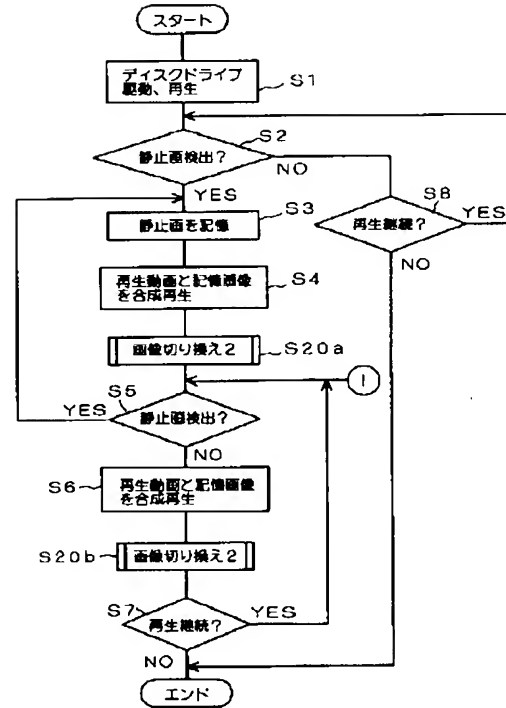 スタート
ディスクドライブ
駆動、再生
S1
静止画検出?
S2
NO
YES
静止画を記憶
S3
再生継続?
S8
YES
NO
再生動画と記憶画像
を合成再生
S4
画像切り換え2
S20a
1
S5
YES
静止画検出?
NO
S6
再生動画と記憶画像
を合成再生
S20b
画像切り換え2
S7
再生継続?
YES
NO
エンド